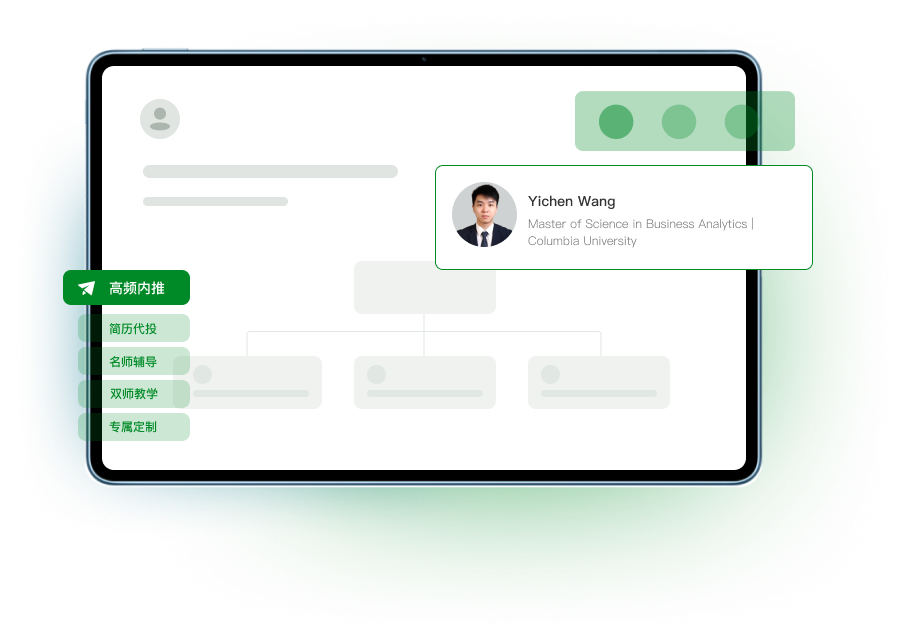 Yichen Wang
Master of Science in Business Analytics |
Columbia University
高频内推
简历代投
名师辅导
双师教学
专属定制